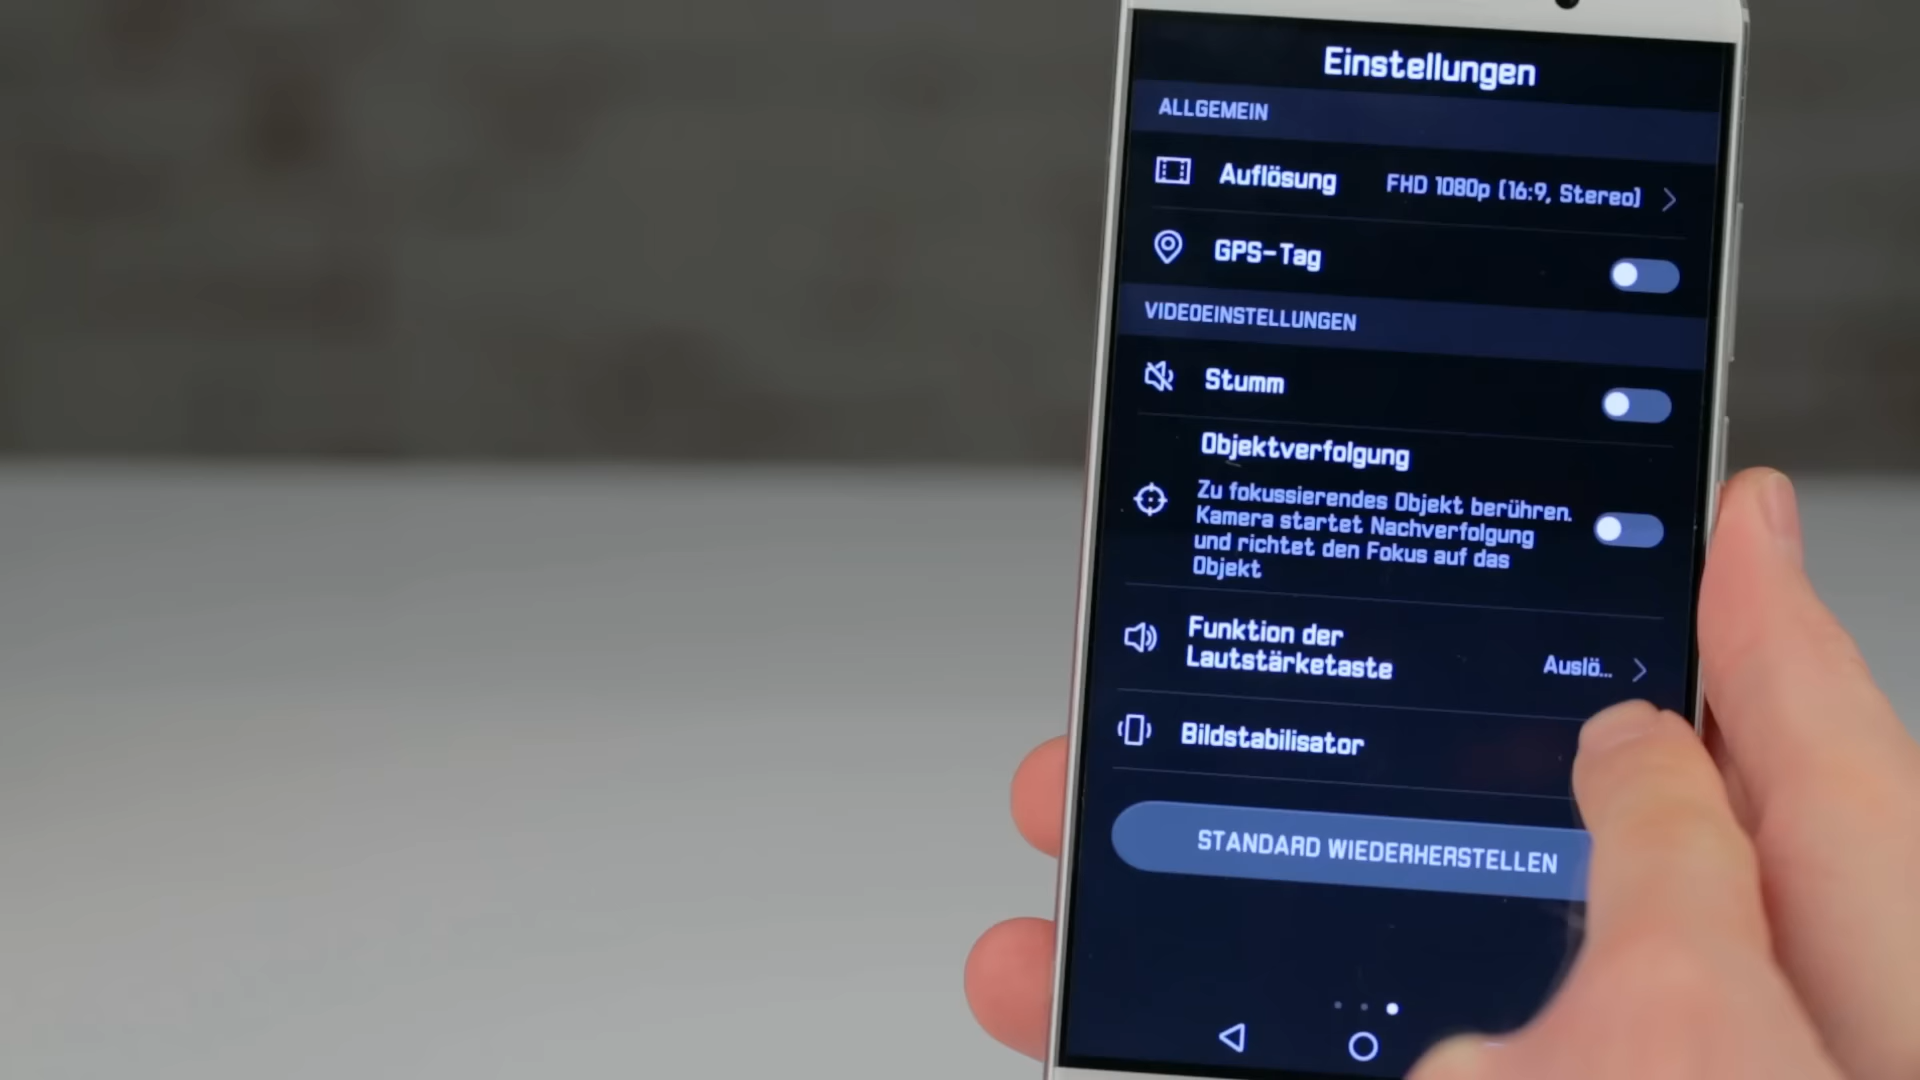 Einstellungen
ALLGEMEIN
Auflösung FHD 1080p (16:9, Stereo)
GPS-Tag
VIDEOEINSTELLUNGEN
Stumm
Objektverfolgung
Zu fokussierendes Objekt berühren.
Kamera startet Nachverfolgung
und richtet den Fokus auf das
Objekt
Funktion der
Lautstärketaste Auslö...
Bildstabilisator
STANDARD WIEDERHERSTELLEN